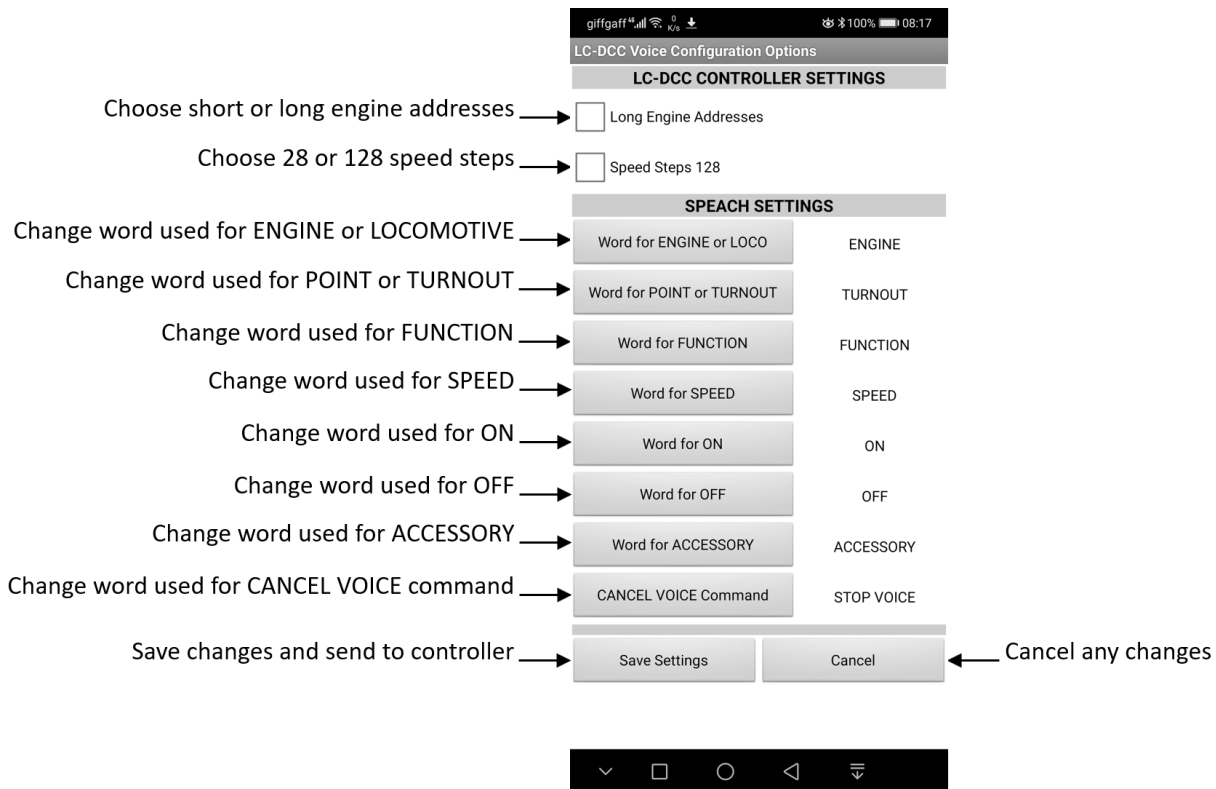 giffgaff 4G 0 K/s 100% 08:17
LC-DCC Voice Configuration Options
LC-DCC CONTROLLER SETTINGS
Choose short or long engine addresses Long Engine Addresses
Choose 28 or 128 speed steps Speed Steps 128
SPEACH SETTINGS
Change word used for ENGINE or LOCOMOTIVE Word for ENGINE or LOCO ENGINE
Change word used for POINT or TURNOUT Word for POINT or TURNOUT TURNOUT
Change word used for FUNCTION Word for FUNCTION FUNCTION
Change word used for SPEED Word for SPEED SPEED
Change word used for ON Word for ON ON
Change word used for OFF Word for OFF OFF
Change word used for ACCESSORY Word for ACCESSORY ACCESSORY
Change word used for CANCEL VOICE command CANCEL VOICE Command STOP VOICE
Save changes and send to controller Save Settings Cancel Cancel any changes